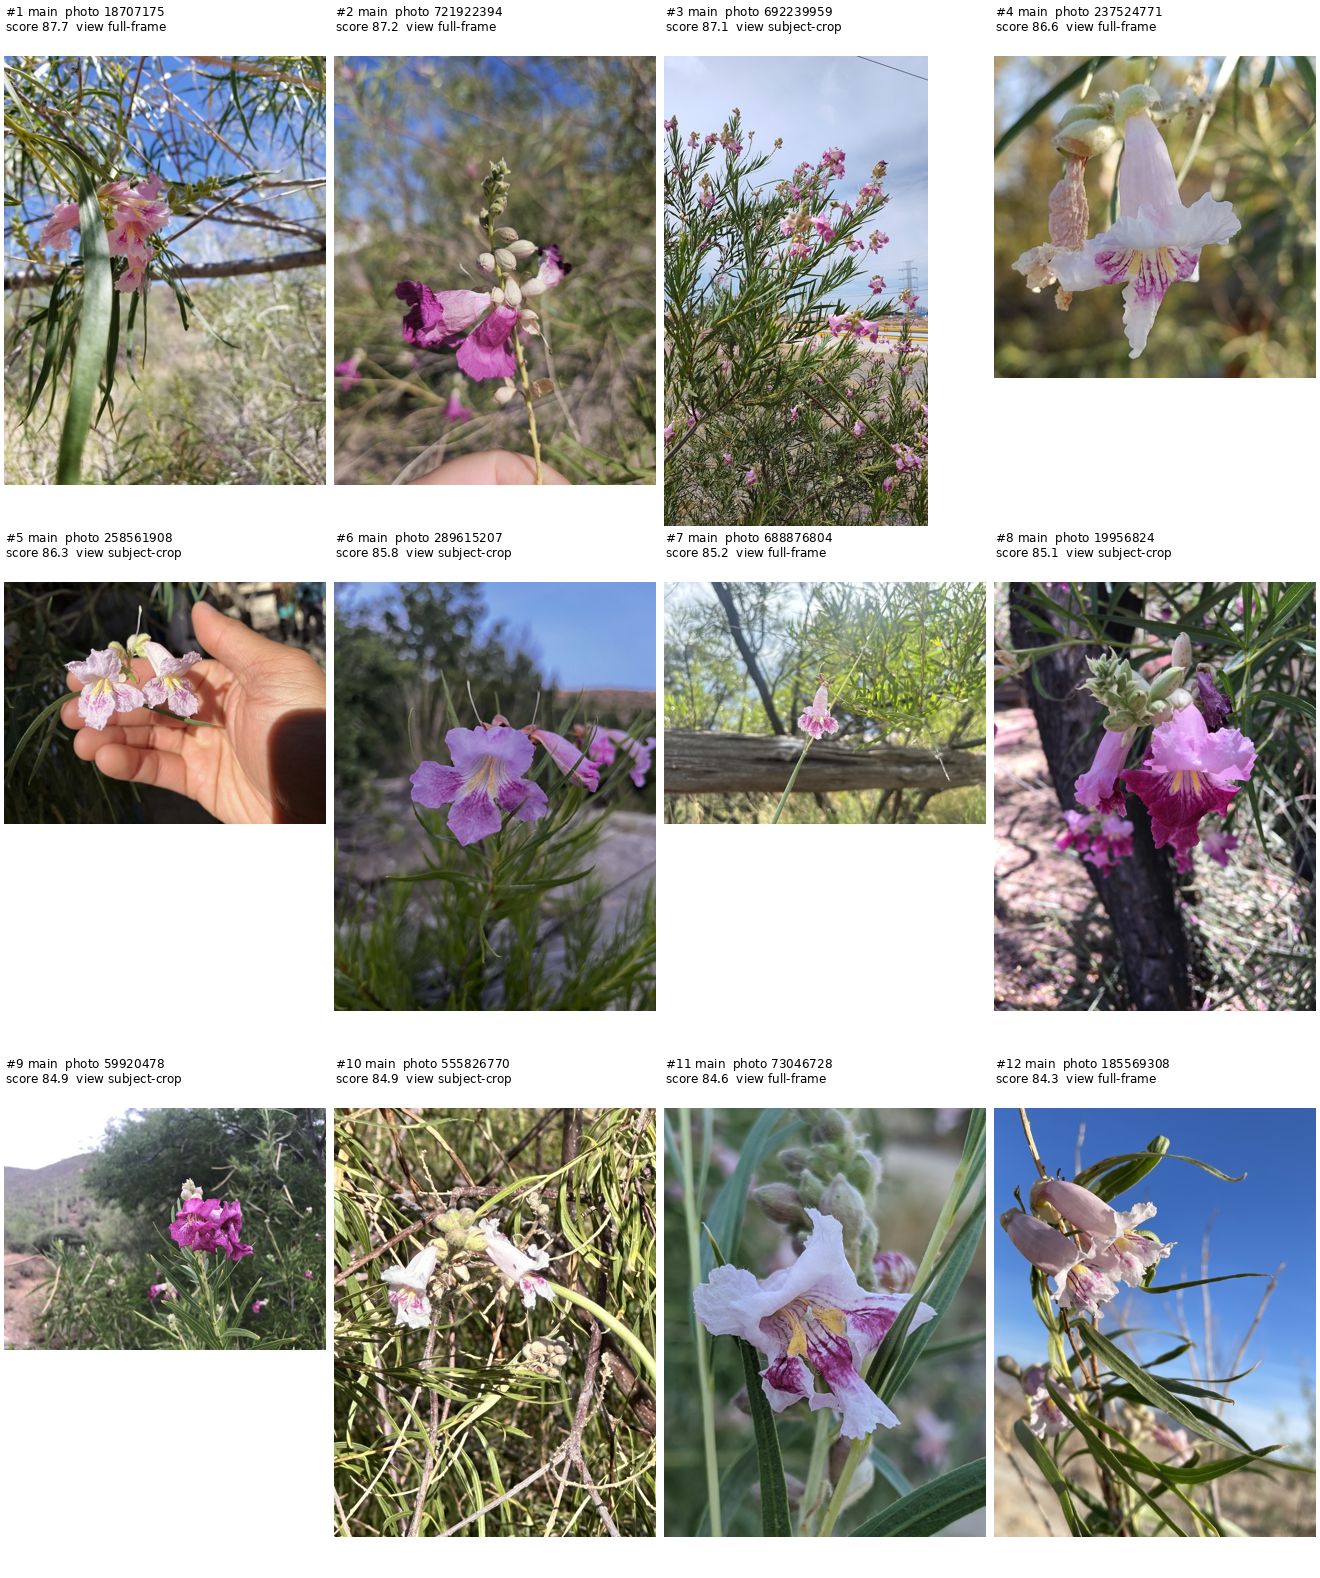 #1 main  photo 18707175
score 87.7  view full-frame
#2 main  photo 721922394
score 87.2  view full-frame
#3 main  photo 692239959
score 87.1  view subject-crop
#4 main  photo 237524771
score 86.6  view full-frame
#5 main  photo 258561908
score 86.3  view subject-crop
#6 main  photo 289615207
score 85.8  view subject-crop
#7 main  photo 688876804
score 85.2  view full-frame
#8 main  photo 19956824
score 85.1  view subject-crop
#9 main  photo 59920478
score 84.9  view subject-crop
#10 main  photo 555826770
score 84.9  view subject-crop
#11 main  photo 73046728
score 84.6  view full-frame
#12 main  photo 185569308
score 84.3  view full-frame